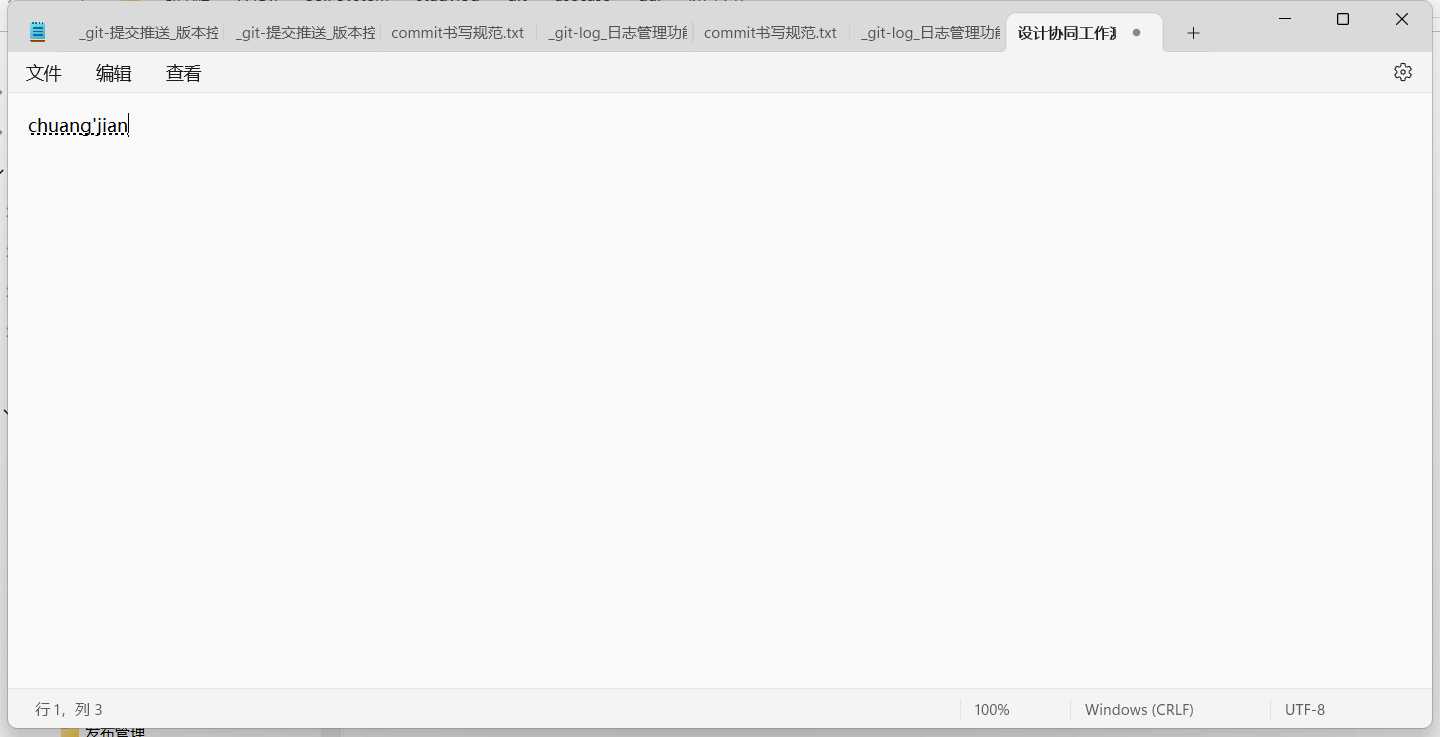 _git-提交推送_版本控 _git-提交推送_版本控 commit书写规范.txt _git-log_日志管理功能 commit书写规范.txt _git-log_日志管理功能 设计协同工作
文件 编辑 查看
chuang'jian
行 1，列 3 100% Windows (CRLF) UTF-8
发布管理